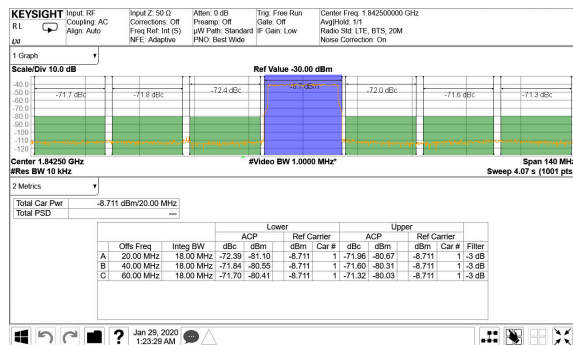 KEYSIGHT Input: RF Input Z: 50 Ω Atten: 0 dB Trig: Free Run Center Freq: 1.842500000 GHz
RL Coupling: AC Corrections: Off Preamp: Off Gate: Off Avg|Hold: 1/1
Align: Auto Freq Ref: Int (S) µW Path: Standard IF Gain: Low Radio Std: LTE, BTS, 20M
LXI NFE: Adaptive PNO: Best Wide Noise Correction: On
1 Graph
Scale/Div 10.0 dB Ref Value -30.00 dBm
-40.0
-50.0
-60.0
-70.0
-80.0
-90.0
-100
-110
-120
-71.7 dBc -71.8 dBc -72.4 dBc -8.7 dBm -72.0 dBc -71.6 dBc -71.3 dBc
Center 1.84250 GHz #Video BW 1.0000 MHz* Span 140 MHz
#Res BW 10 kHz Sweep 4.07 s (1001 pts)
2 Metrics
Total Car Pwr -8.711 dBm/20.00 MHz
Total PSD ---
Lower Upper
ACP Ref Carrier ACP Ref Carrier
Offs Freq Integ BW dBc dBm dBm Car # dBc dBm dBm Car # Filter
A 20.00 MHz 18.00 MHz -72.39 -81.10 -8.711 1 -71.96 -80.67 -8.711 1 -3 dB
B 40.00 MHz 18.00 MHz -71.84 -80.55 -8.711 1 -71.60 -80.31 -8.711 1 -3 dB
C 60.00 MHz 18.00 MHz -71.70 -80.41 -8.711 1 -71.32 -80.03 -8.711 1 -3 dB
? Jan 29, 2020
1:23:29 AM